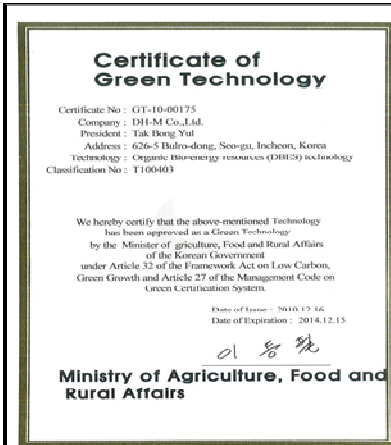 Certificate of
Green Technology
Certificate No : GT-10-00175
Company : DH-M Co.,Ltd.
President : Tak Bong Yul
Address : 626-5 Bulro-dong, Seo-gu, Incheon, Korea
Technology : Organic Bio-energy resources (DBES) technology
Classification No : T100403
We hereby certify that the above-mentioned Technology
has been approved as a Green Technology
by the Minister of griculture, Food and Rural Affairs
of the Korean Government
under Article 32 of the Framework Act on Low Carbon,
Green Growth and Article 27 of the Management Code on
Green Certification System.
Date of Issue : 2010.12.16
Date of Expiration : 2014.12.15
Ministry of Agriculture, Food and
Rural Affairs